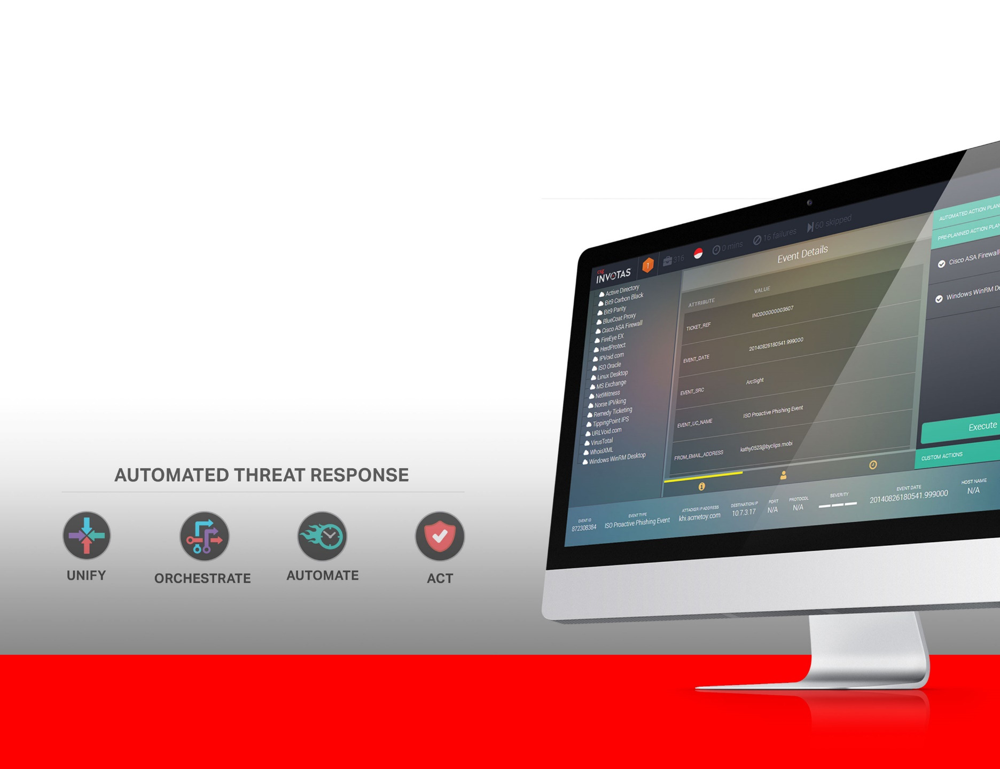 AUTOMATED THREAT RESPONSE
UNIFY
ORCHESTRATE
AUTOMATE
ACT
csg
INVOTAS
1
316
0 mins
16 failures
60 skipped
Active Directory
Bit9 Carbon Black
Bit9 Parity
BlueCoat Proxy
Cisco ASA Firewall
FireEye EX
HerdProtect
IPVoid.com
ISO Oracle
Linux Desktop
MS Exchange
NetWitness
Norse IPViking
Remedy Ticketing
TippingPoint IPS
URLVoid.com
VirusTotal
WhoisXML
Windows WinRM Desktop
Event Details
ATTRIBUTE VALUE
TICKET_REF INC000000003607
EVENT_DATE 20140826180541.999000
EVENT_SRC ArcSight
EVENT_UC_NAME ISO Proactive Phishing Event
FROM_EMAIL_ADDRESS kathy0523@byclips.mobi
AUTOMATED ACTION PLAN
PRE-PLANNED ACTION PLAN
Cisco ASA Firewall
Windows WinRM De
Execute
CUSTOM ACTIONS
EVENT ID
872308384
EVENT TYPE
ISO Proactive Phishing Event
ATTACKER IP ADDRESS
khi.acmetoy.com
DESTINATION IP
10.7.3.17
PORT
N/A
PROTOCOL
N/A
SEVERITY
EVENT DATE
20140826180541.999000
HOST NAME
N/A